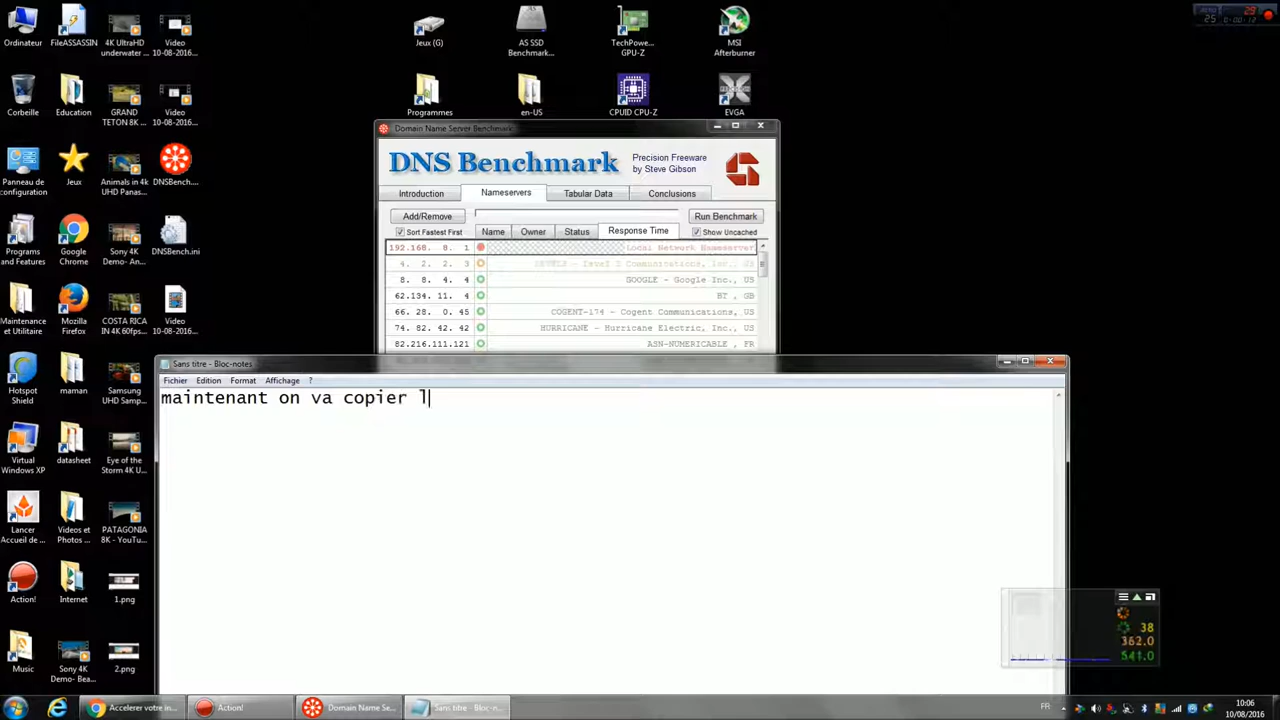 Ordinateur
FileASSASSIN
4K UltraHD
underwater ...
Video
10-08-2016...
Jeux (G)
AS SSD
Benchmark...
TechPowe...
GPU-Z
MSI
Afterburner
29
25
0:00:12
Corbeille
Education
GRAND
TETON 8K ...
Video
10-08-2016...
Programmes
en-US
CPUID CPU-Z
EVGA
Panneau de
configuration
Jeux
Animals in 4k
UHD Panas...
DNSBench....
Programs
and Features
Google
Chrome
Sony 4K
Demo- An...
DNSBench.ini
Maintenance
et Utilitaire
Mozilla
Firefox
COSTA RICA
IN 4K 60fps...
Video
10-08-2016...
Hotspot
Shield
maman
Samsung
UHD Samp...
Virtual
Windows XP
datasheet
Eye of the
Storm 4K U...
Lancer
Accueil de ...
Videos et
Photos ...
PATAGONIA
8K - YouTu...
Action!
Internet
1.png
Music
Sony 4K
Demo- Bea...
2.png
Domain Name Server Benchmark
DNS Benchmark
Precision Freeware
by Steve Gibson
Introduction
Nameservers
Tabular Data
Conclusions
Add/Remove
Run Benchmark
Sort Fastest First
Name
Owner
Status
Response Time
Show Uncached
192.168. 8. 1 Local Network Nameserver
4. 2. 2. 3 Level 3 Communications, Inc., US
8. 8. 4. 4 GOOGLE - Google Inc., US
62.134. 11. 4 BT , GB
66. 28. 0. 45 COGENT-174 - Cogent Communications, US
74. 82. 42. 42 HURRICANE - Hurricane Electric, Inc., US
82.216.111.121 ASN-NUMERICABLE , FR
Sans titre - Bloc-notes
Fichier Edition Format Affichage ?
maintenant on va copier l
38
362.0
541.0
Accelerer votre in...
Action!
Domain Name Se...
Sans titre - Bloc-n...
FR
10:06
10/08/2016